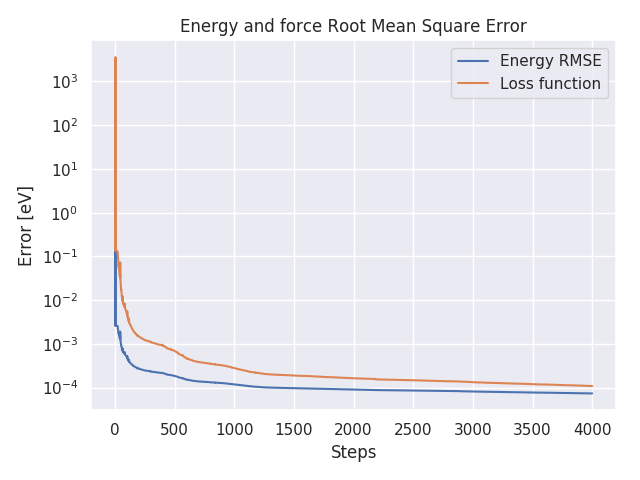 Energy and force Root Mean Square Error
Energy RMSE
Loss function
Error [eV]
10³
10²
10¹
10⁰
10⁻¹
10⁻²
10⁻³
10⁻⁴
0 500 1000 1500 2000 2500 3000 3500 4000
Steps